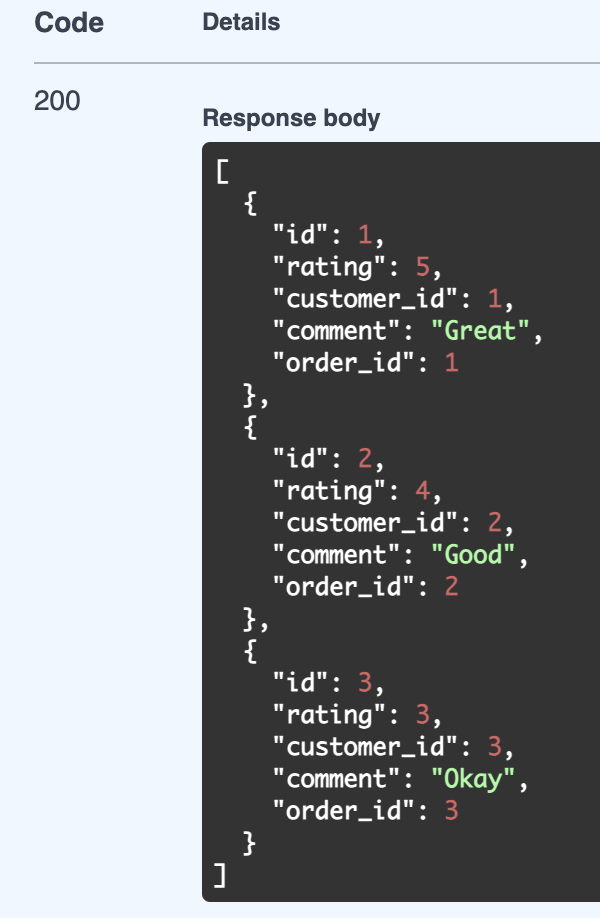 Code Details
200
Response body
[
  {
    "id": 1,
    "rating": 5,
    "customer_id": 1,
    "comment": "Great",
    "order_id": 1
  },
  {
    "id": 2,
    "rating": 4,
    "customer_id": 2,
    "comment": "Good",
    "order_id": 2
  },
  {
    "id": 3,
    "rating": 3,
    "customer_id": 3,
    "comment": "Okay",
    "order_id": 3
  }
]